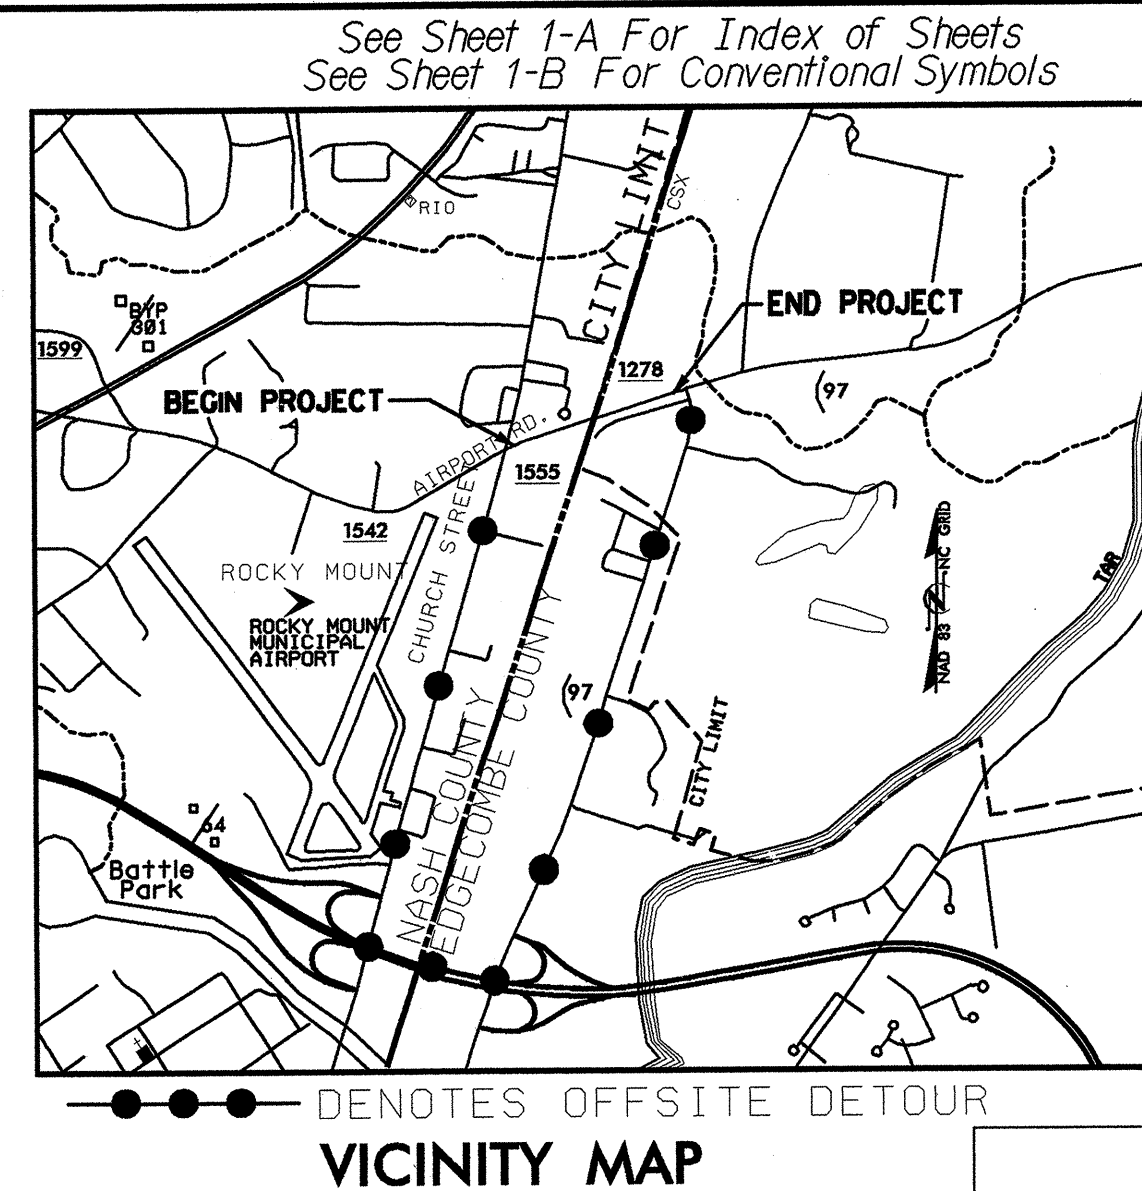 See Sheet 1-A For Index of Sheets
See Sheet 1-B For Conventional Symbols
CITY LIMIT
CSX
RIO
BYP
301
1599
END PROJECT
1278
97
BEGIN PROJECT
AIRPORT RD.
1555
1542
CHURCH STREET
ROCKY MOUNT
ROCKY MOUNT
MUNICIPAL
AIRPORT
NAD 83 NC GRID
TAR
97
CITY LIMIT
NASH COUNTY
EDGECOMBE COUNTY
64
Battle
Park
DENOTES OFFSITE DETOUR
VICINITY MAP